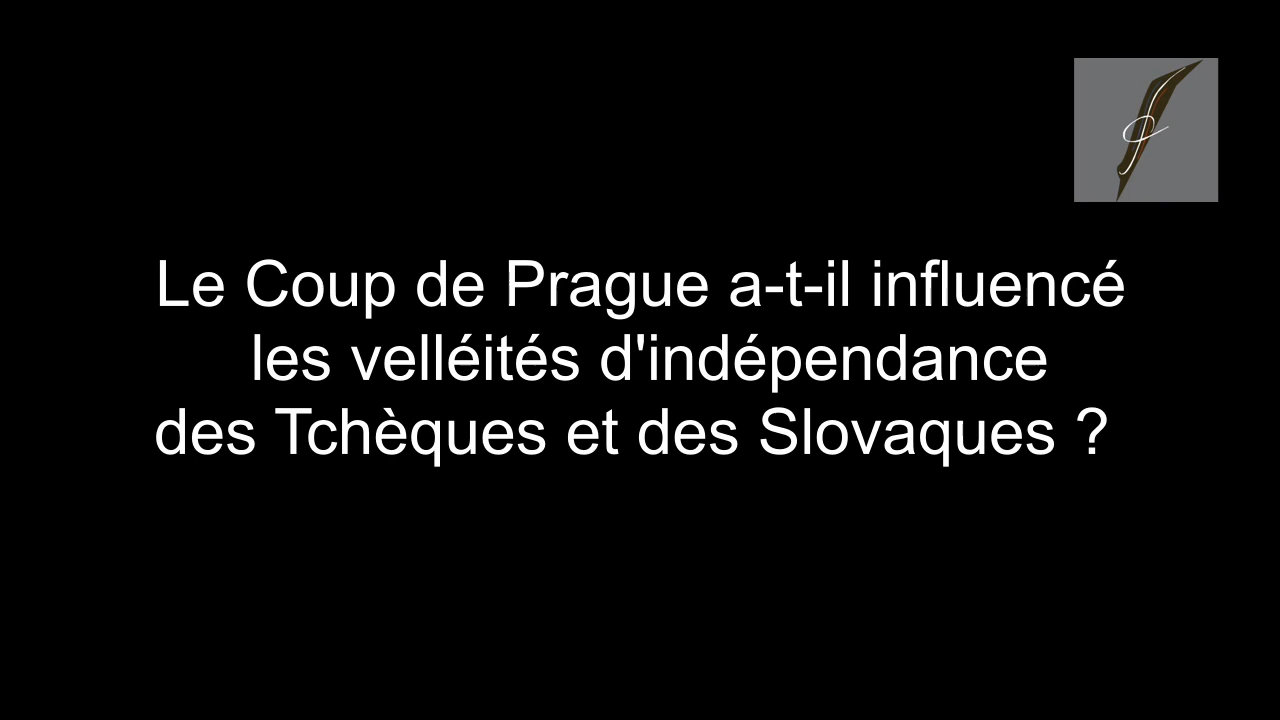 Le Coup de Prague a-t-il influencé
les velléités d'indépendance
des Tchèques et des Slovaques ?